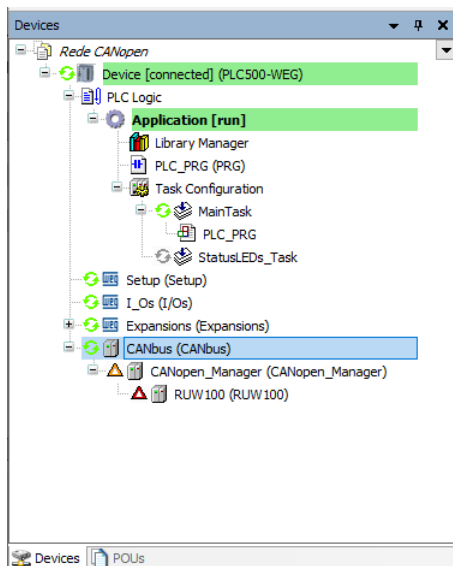 Devices
Rede CANopen
Device [connected] (PLC500-WEG)
PLC Logic
Application [run]
Library Manager
PLC_PRG (PRG)
Task Configuration
MainTask
PLC_PRG
StatusLEDs_Task
Setup (Setup)
I_Os (I/Os)
Expansions (Expansions)
CANbus (CANbus)
CANopen_Manager (CANopen_Manager)
RUW100 (RUW100)
Devices POUs